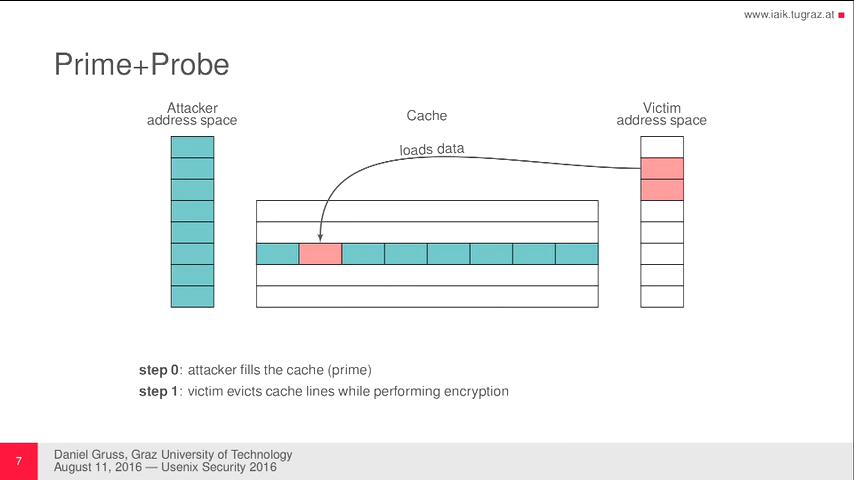 www.iaik.tugraz.at
Prime+Probe
Attacker
address space
Cache
Victim
address space
loads data
step 0: attacker fills the cache (prime)
step 1: victim evicts cache lines while performing encryption
7
Daniel Gruss, Graz University of Technology
August 11, 2016 — Usenix Security 2016